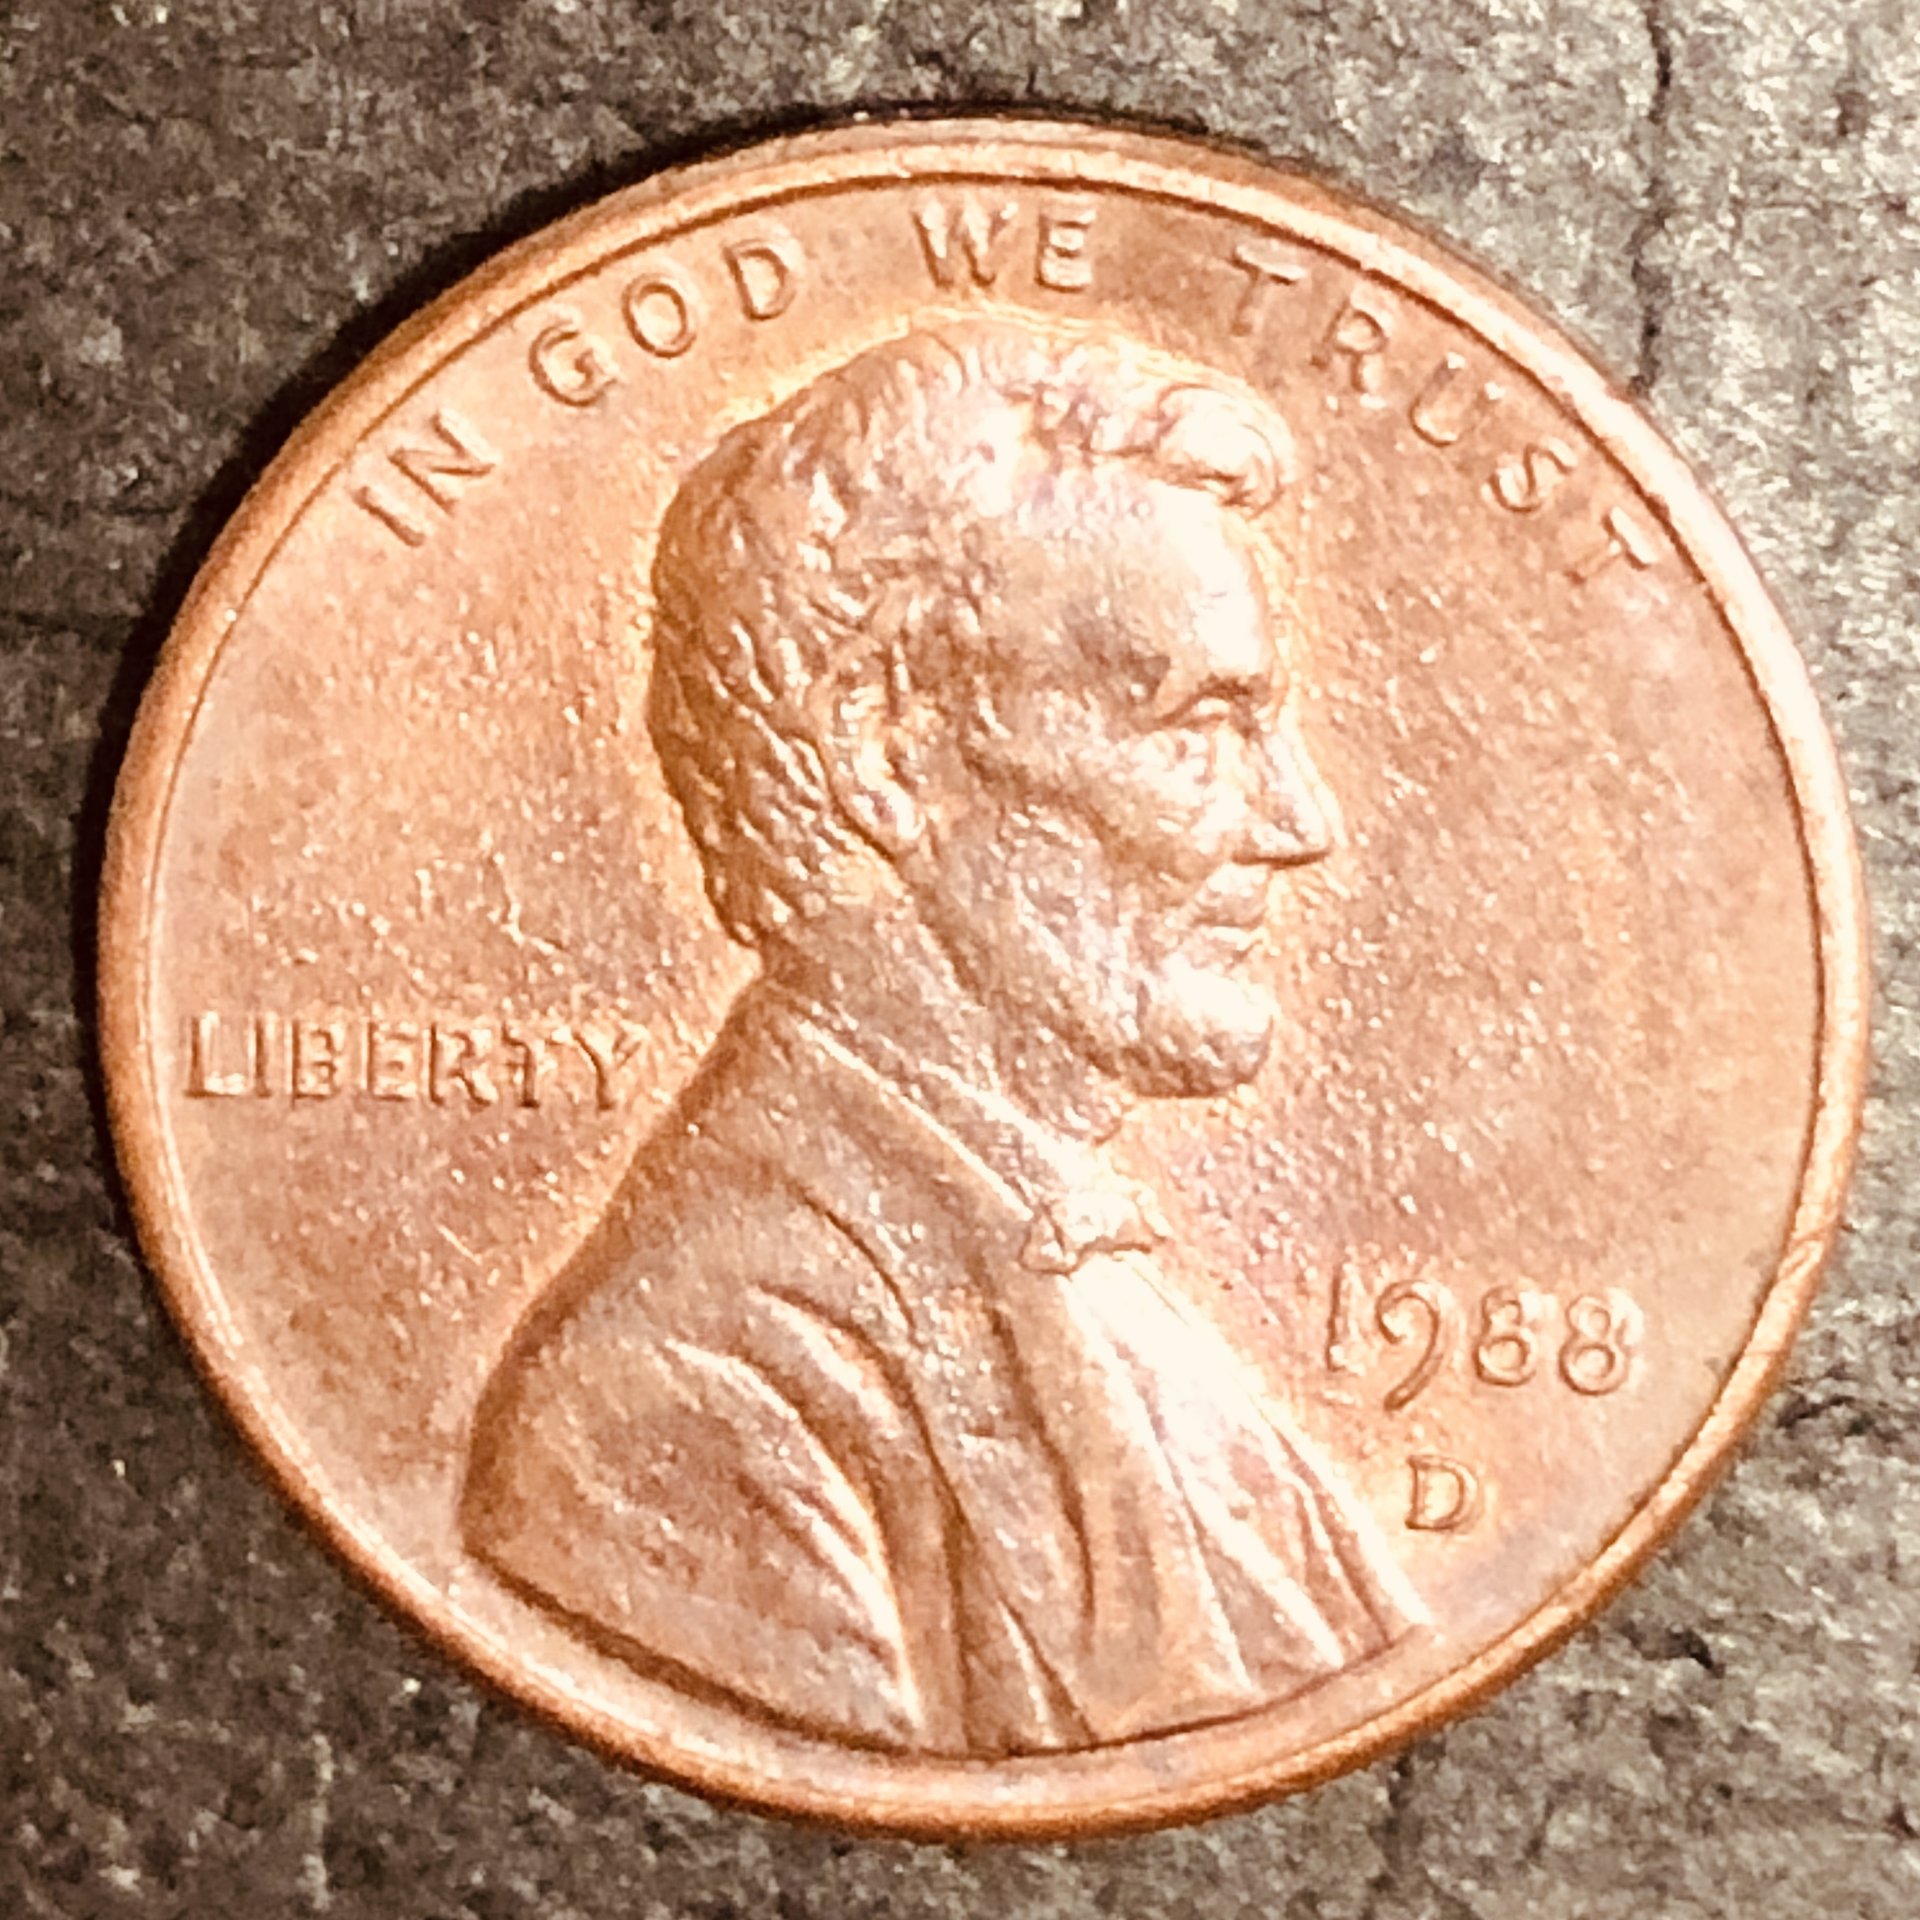 IN GOD WE TRUST
LIBERTY
1988
D